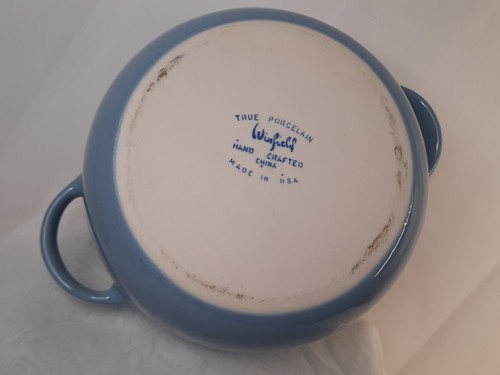 TRUE PORCELAIN
Winfield
HAND CRAFTED
CHINA
MADE IN U.S.A.